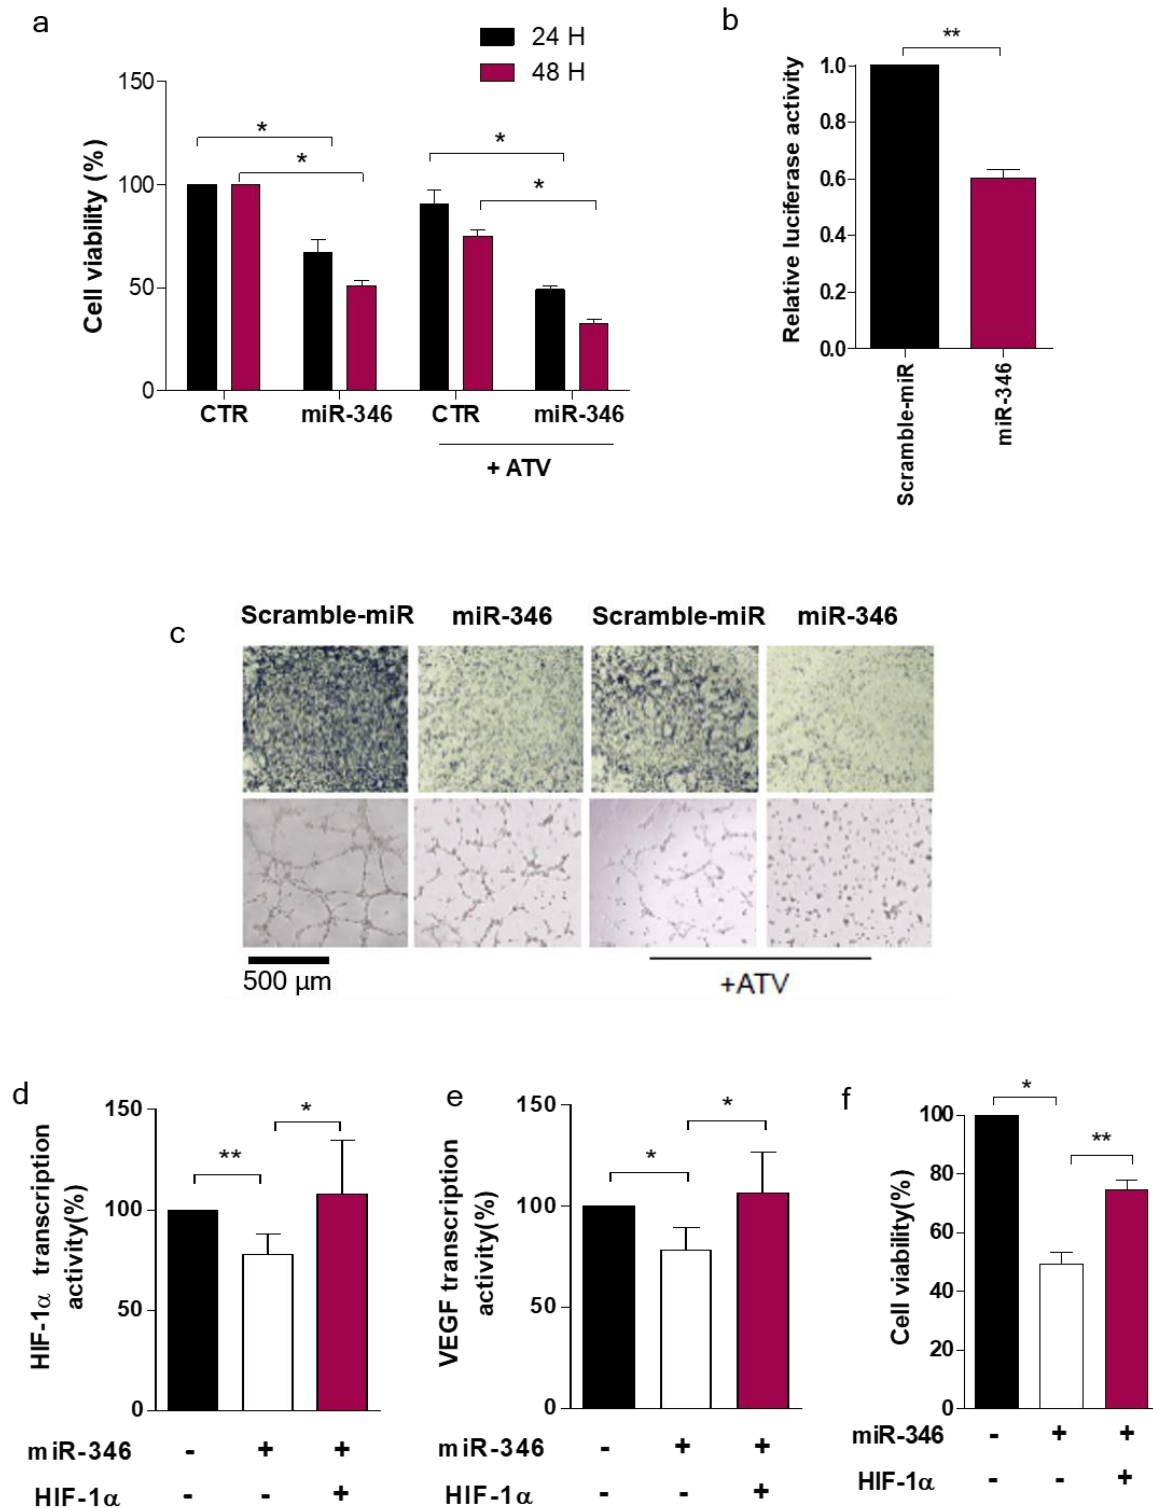 a
24 H
48 H
Cell viability (%)
150
100
50
0
*
*
*
*
CTR
miR-346
CTR
miR-346
+ ATV
b
Relative luciferase activity
1.0
0.8
0.6
0.4
0.2
0.0
**
Scramble-miR
miR-346
c
Scramble-miR miR-346 Scramble-miR miR-346
500 µm
+ATV
d
HIF-1α transcription
activity(%)
150
100
50
0
**
*
miR-346 - + +
HIF-1α - - +
e
VEGF transcription
activity(%)
150
100
50
0
*
*
miR-346 - + +
HIF-1α - - +
f
Cell viability(%)
100
80
60
40
20
0
*
**
miR-346 - + +
HIF-1α - - +